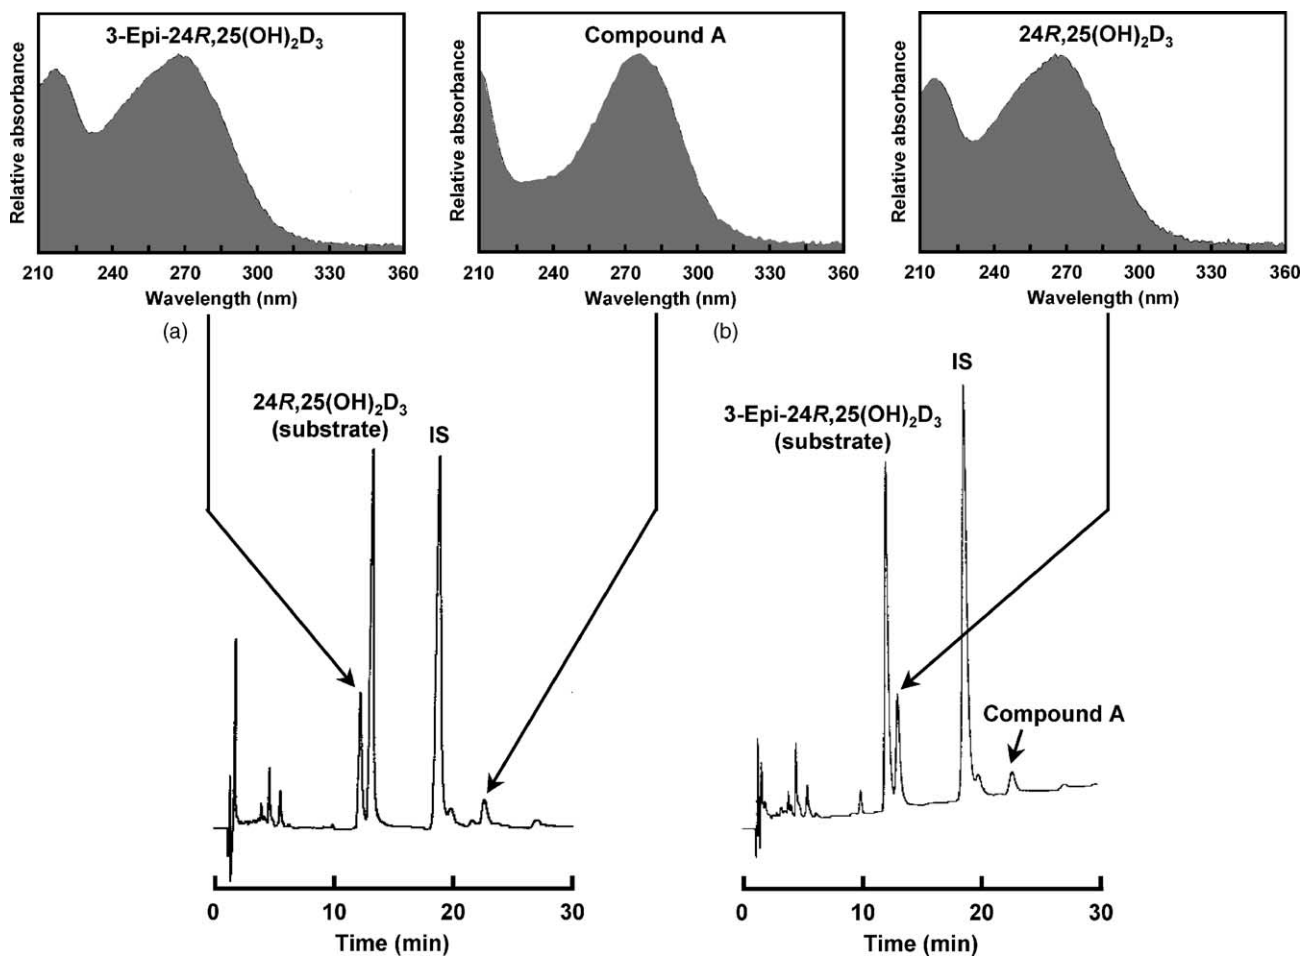 3-Epi-24R,25(OH)₂D₃
Relative absorbance
210 240 270 300 330 360
Wavelength (nm)
Compound A
Relative absorbance
210 240 270 300 330 360
Wavelength (nm)
24R,25(OH)₂D₃
Relative absorbance
210 240 270 300 330 360
Wavelength (nm)
(a)
24R,25(OH)₂D₃
(substrate)
IS
0 10 20 30
Time (min)
(b)
3-Epi-24R,25(OH)₂D₃
(substrate)
IS
Compound A
0 10 20 30
Time (min)